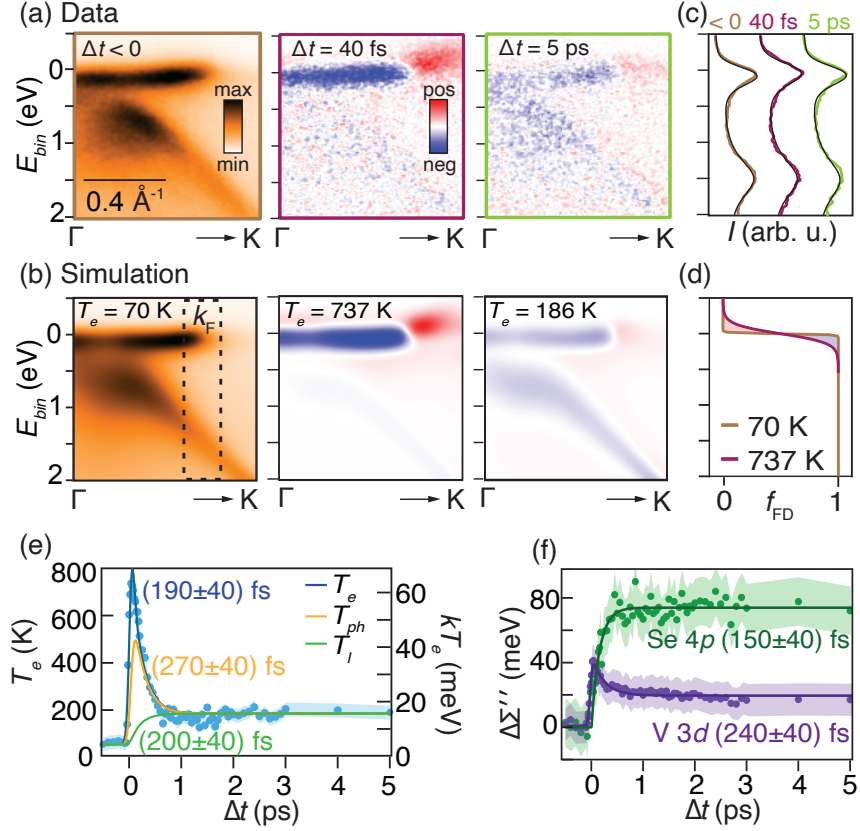 (a) Data
Δt < 0
Δt = 40 fs
Δt = 5 ps
max
min
pos
neg
0.4 Å⁻¹
E_bin (eV)
0
1
2
Γ → K
Γ → K
Γ → K
(c)
< 0 40 fs 5 ps
I (arb. u.)
(b) Simulation
T_e = 70 K
k_F
T_e = 737 K
T_e = 186 K
E_bin (eV)
0
1
2
Γ → K
Γ → K
Γ → K
(d)
70 K
737 K
0 f_FD 1
(e)
T_e (K)
800
600
400
200
0
(190±40) fs
(270±40) fs
(200±40) fs
T_e
T_ph
T_l
kT_e (meV)
60
40
20
0
0 1 2 3 4 5
Δt (ps)
(f)
ΔΣ′′ (meV)
80
40
0
Se 4p (150±40) fs
V 3d (240±40) fs
0 1 2 3 4 5
Δt (ps)